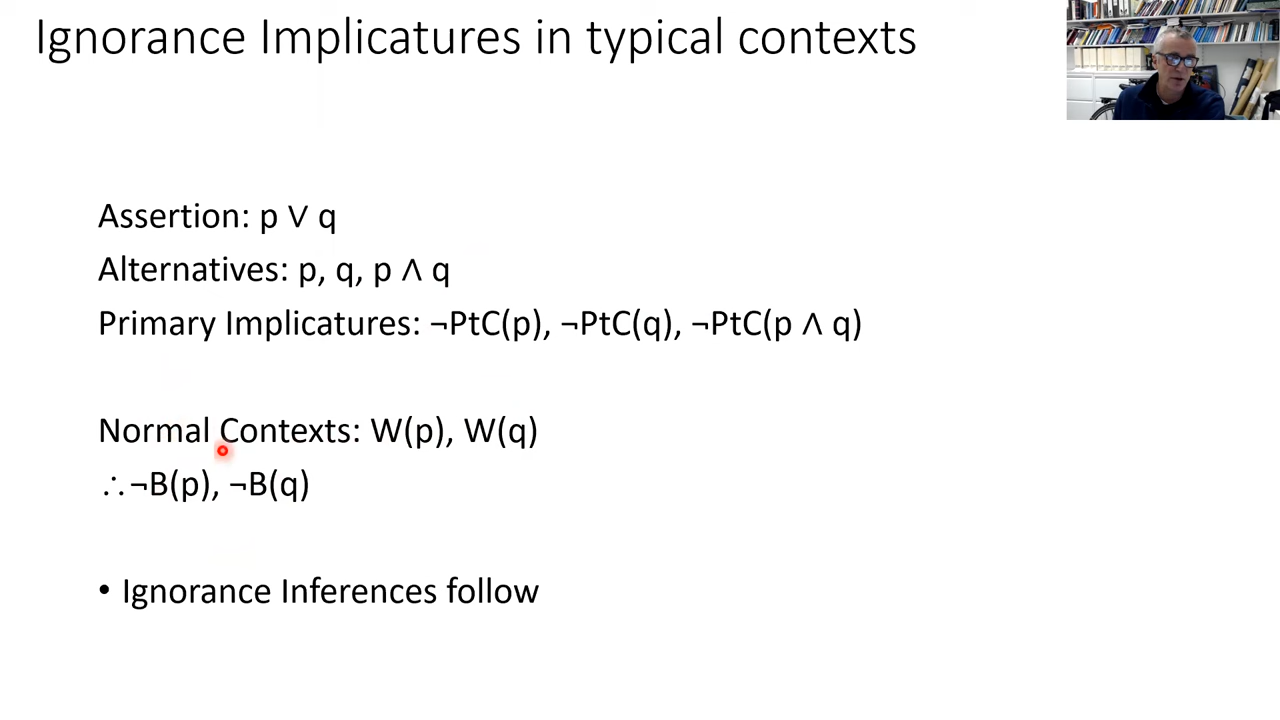 Ignorance Implicatures in typical contexts
Assertion: p ∨ q
Alternatives: p, q, p ∧ q
Primary Implicatures: ¬PtC(p), ¬PtC(q), ¬PtC(p ∧ q)
Normal Contexts: W(p), W(q)
∴¬B(p), ¬B(q)
• Ignorance Inferences follow